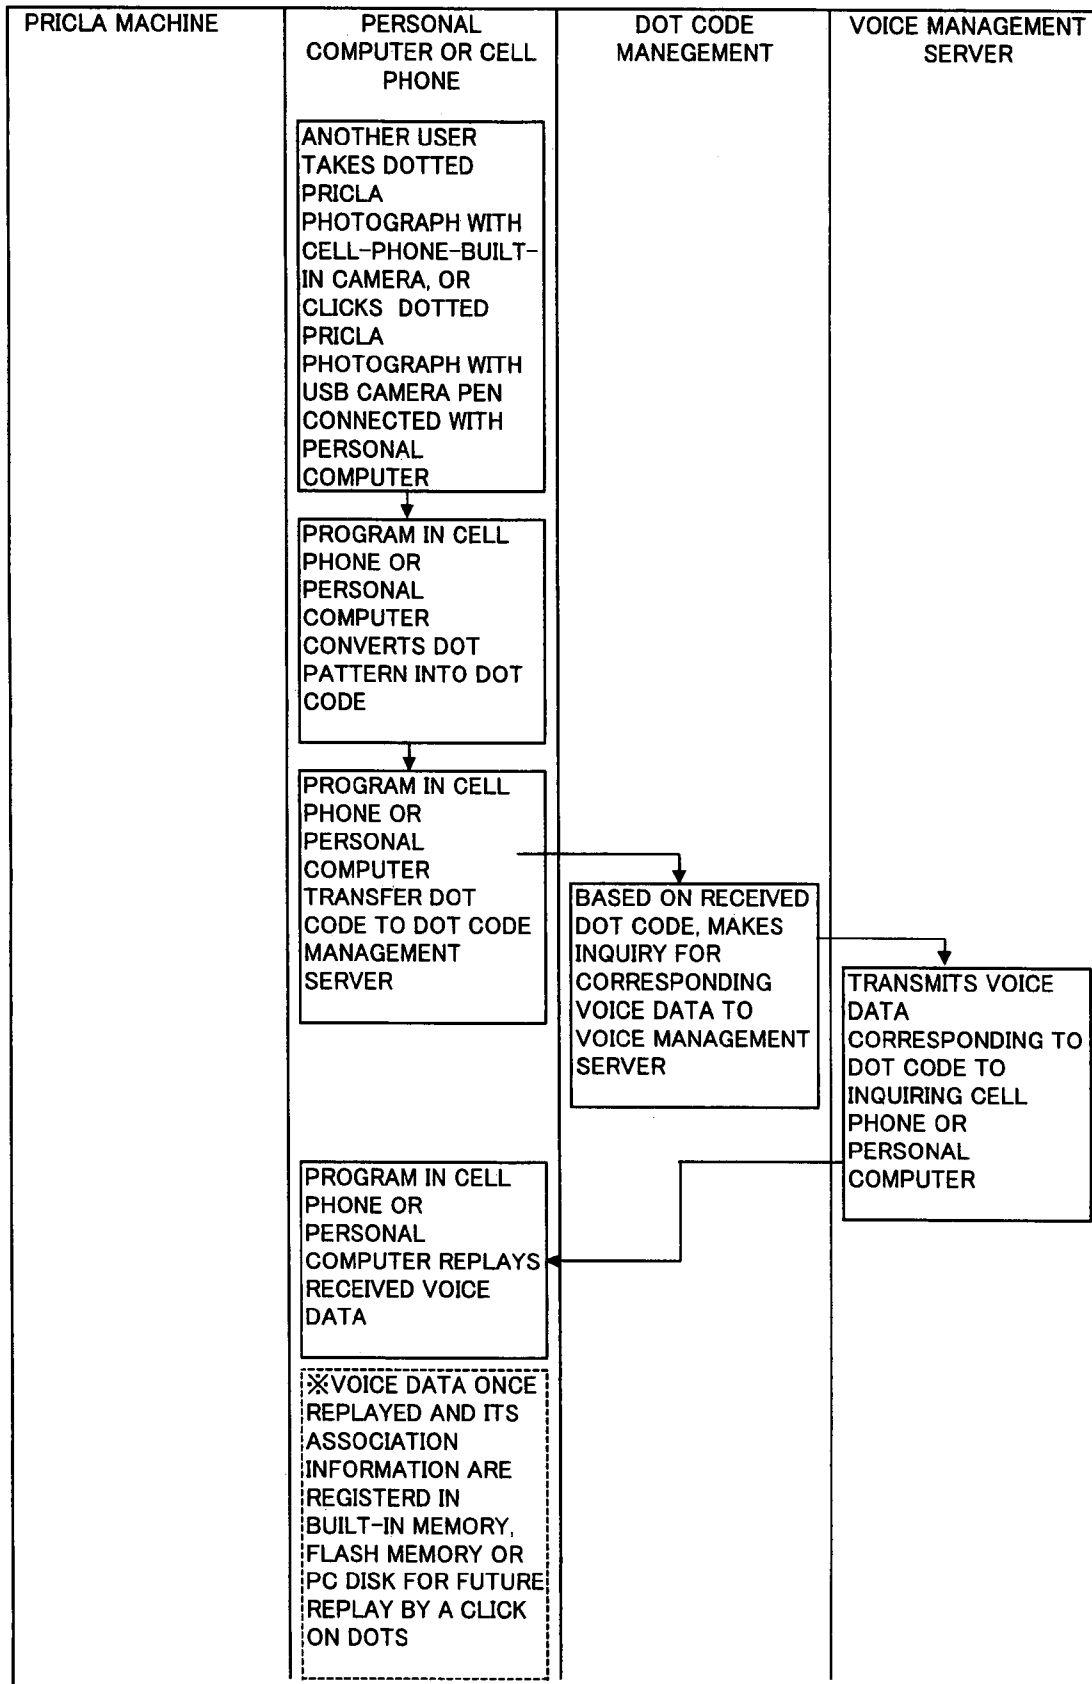 PRICLA MACHINE
PERSONAL
COMPUTER OR CELL
PHONE
DOT CODE
MANEGEMENT
VOICE MANAGEMENT
SERVER
ANOTHER USER
TAKES DOTTED
PRICLA
PHOTOGRAPH WITH
CELL-PHONE-BUILT-
IN CAMERA, OR
CLICKS DOTTED
PRICLA
PHOTOGRAPH WITH
USB CAMERA PEN
CONNECTED WITH
PERSONAL
COMPUTER
PROGRAM IN CELL
PHONE OR
PERSONAL
COMPUTER
CONVERTS DOT
PATTERN INTO DOT
CODE
PROGRAM IN CELL
PHONE OR
PERSONAL
COMPUTER
TRANSFER DOT
CODE TO DOT CODE
MANAGEMENT
SERVER
BASED ON RECEIVED
DOT CODE, MAKES
INQUIRY FOR
CORRESPONDING
VOICE DATA TO
VOICE MANAGEMENT
SERVER
TRANSMITS VOICE
DATA
CORRESPONDING TO
DOT CODE TO
INQUIRING CELL
PHONE OR
PERSONAL
COMPUTER
PROGRAM IN CELL
PHONE OR
PERSONAL
COMPUTER REPLAYS
RECEIVED VOICE
DATA
※VOICE DATA ONCE
REPLAYED AND ITS
ASSOCIATION
INFORMATION ARE
REGISTERD IN
BUILT-IN MEMORY,
FLASH MEMORY OR
PC DISK FOR FUTURE
REPLAY BY A CLICK
ON DOTS